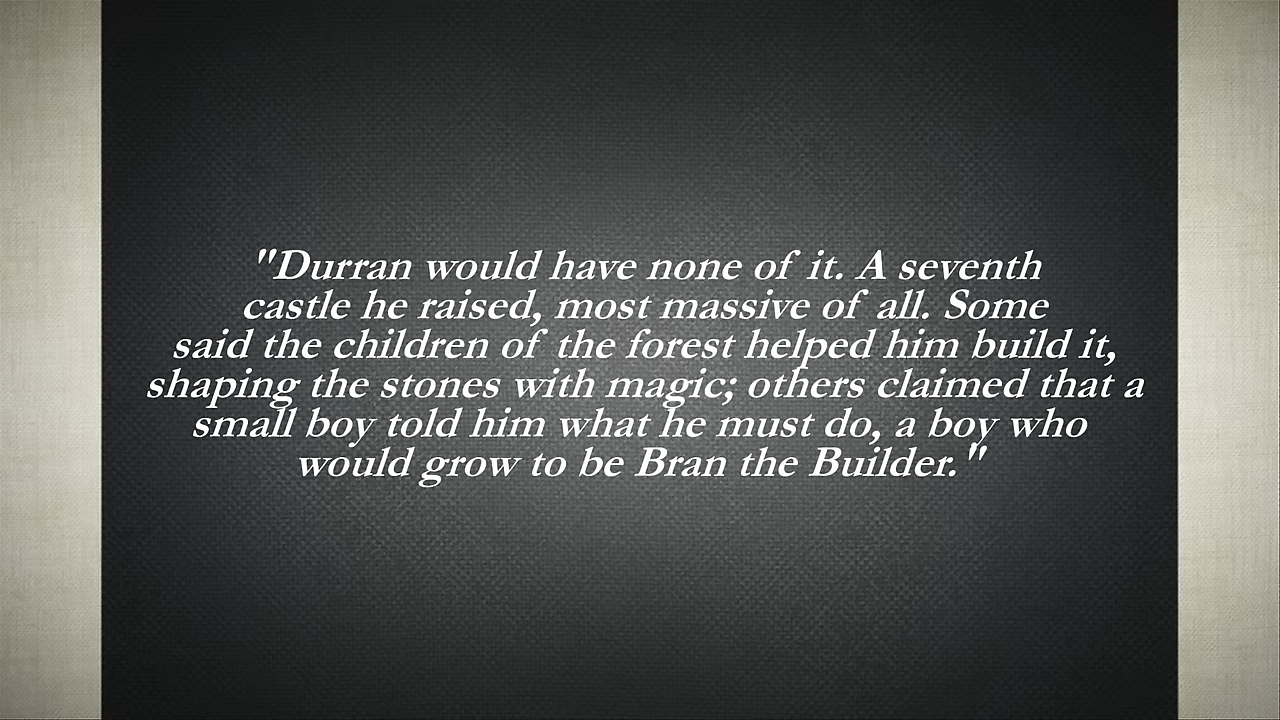 "Durran would have none of it. A seventh
castle he raised, most massive of all. Some
said the children of the forest helped him build it,
shaping the stones with magic; others claimed that a
small boy told him what he must do, a boy who
would grow to be Bran the Builder."